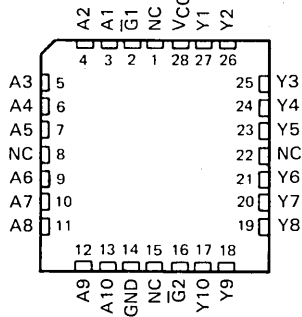 A2 A1 G̅1 NC VCC Y1 Y2
4 3 2 1 28 27 26
A3 5 25 Y3
A4 6 24 Y4
A5 7 23 Y5
NC 8 22 NC
A6 9 21 Y6
A7 10 20 Y7
A8 11 19 Y8
12 13 14 15 16 17 18
A9 A10 GND NC G̅2 Y10 Y9